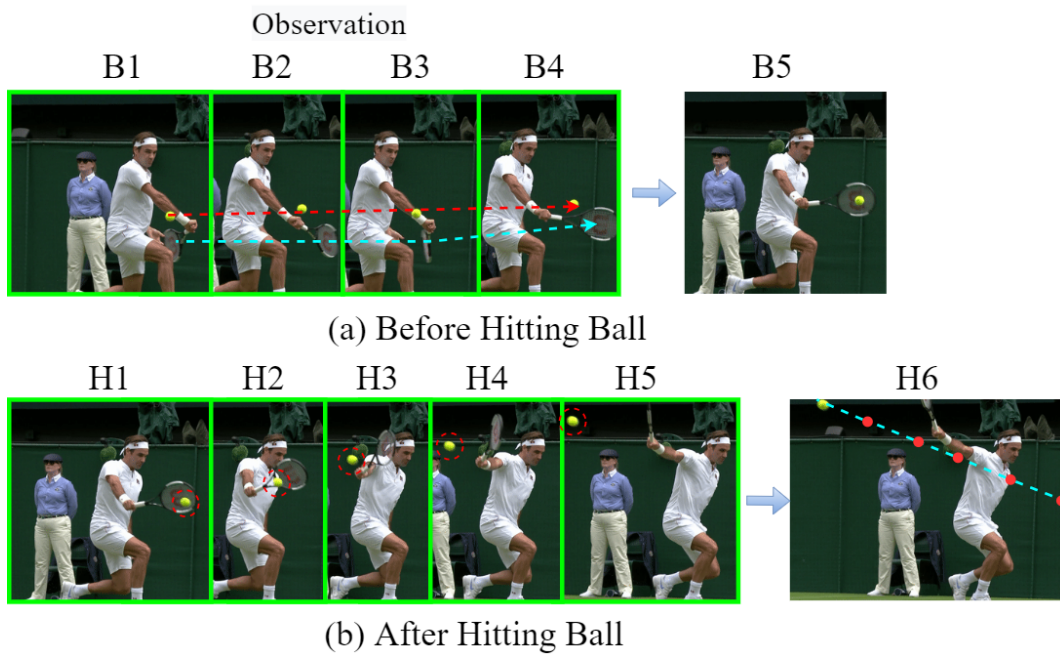 Observation
B1 B2 B3 B4 B5
(a) Before Hitting Ball
H1 H2 H3 H4 H5 H6
(b) After Hitting Ball